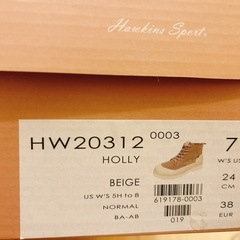 Hawkins Sport.
HW20312 0003
HOLLY
7
BEIGE
US W'S 5H to 8
24
CM
NORMAL
619178-0003
38
BA-AB
019
EUR